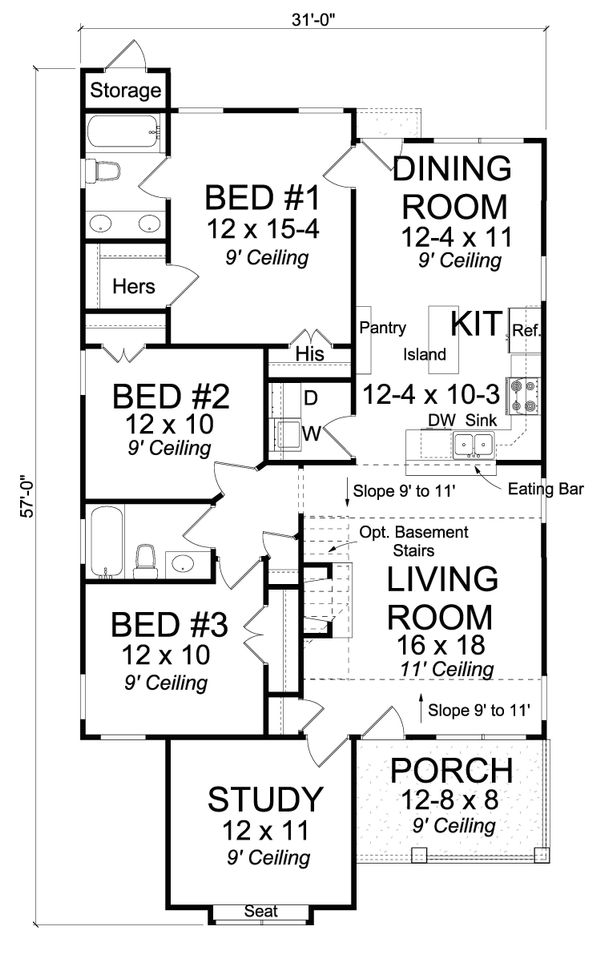 31'-0"
Storage
DINING
ROOM
12-4 x 11
9' Ceiling
BED #1
12 x 15-4
9' Ceiling
Hers
Pantry
KIT
Ref.
Island
His
12-4 x 10-3
BED #2
12 x 10
9' Ceiling
D
W
DW Sink
57'-0"
Slope 9' to 11'
Eating Bar
Opt. Basement
Stairs
LIVING
ROOM
16 x 18
11' Ceiling
BED #3
12 x 10
9' Ceiling
Slope 9' to 11'
STUDY
12 x 11
9' Ceiling
PORCH
12-8 x 8
9' Ceiling
Seat